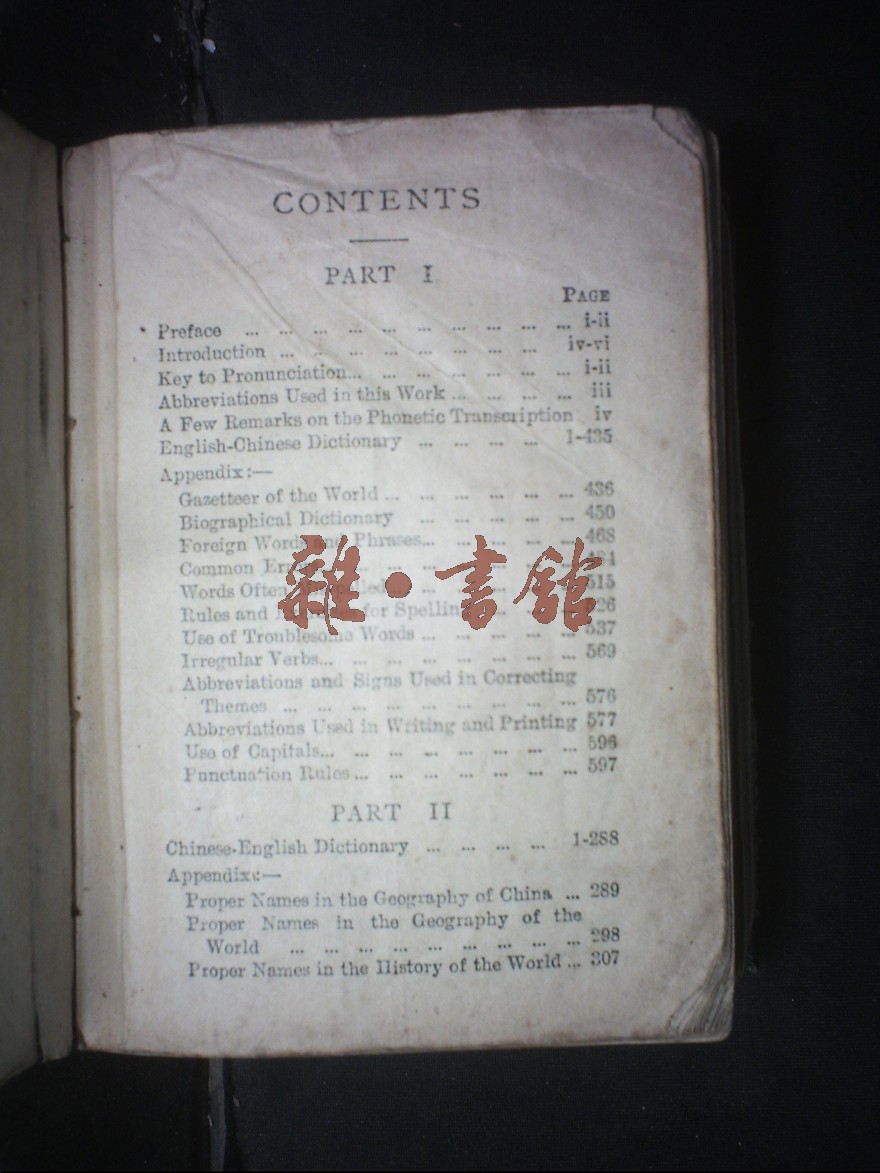 CONTENTS
PART I
PAGE
Preface ... ... ... ... ... ... ... ... ... ... i-ii
Introduction ... ... ... ... ... ... ... ... iv-vi
Key to Pronunciation... ... ... ... ... ... ... i-ii
Abbreviations Used in this Work ... ... ... ... iii
A Few Remarks on the Phonetic Transcription iv
English-Chinese Dictionary ... ... ... ... 1-435
Appendix:—
Gazetteer of the World ... ... ... ... ... ... 436
Biographical Dictionary ... ... ... ... ... 450
Foreign Words and Phrases... ... ... ... ... 468
Common
Words Often 515
Rules and for Spelling
Use of Troublesome Words ... ... ... ... ... 537
Irregular Verbs... ... ... ... ... ... ... ... 569
Abbreviations and Signs Used in Correcting
Themes ... ... ... ... ... ... ... ... ... 576
Abbreviations Used in Writing and Printing 577
Use of Capitals... ... ... ... ... ... ... ... 596
Punctuation Rules ... ... ... ... ... ... ... 597
PART II
Chinese-English Dictionary ... ... ... ... 1-288
Appendix:—
Proper Names in the Geography of China ... 289
Proper Names in the Geography of the
World ... ... ... ... ... ... ... ... ... 298
Proper Names in the History of the World ... 307
雜·書館